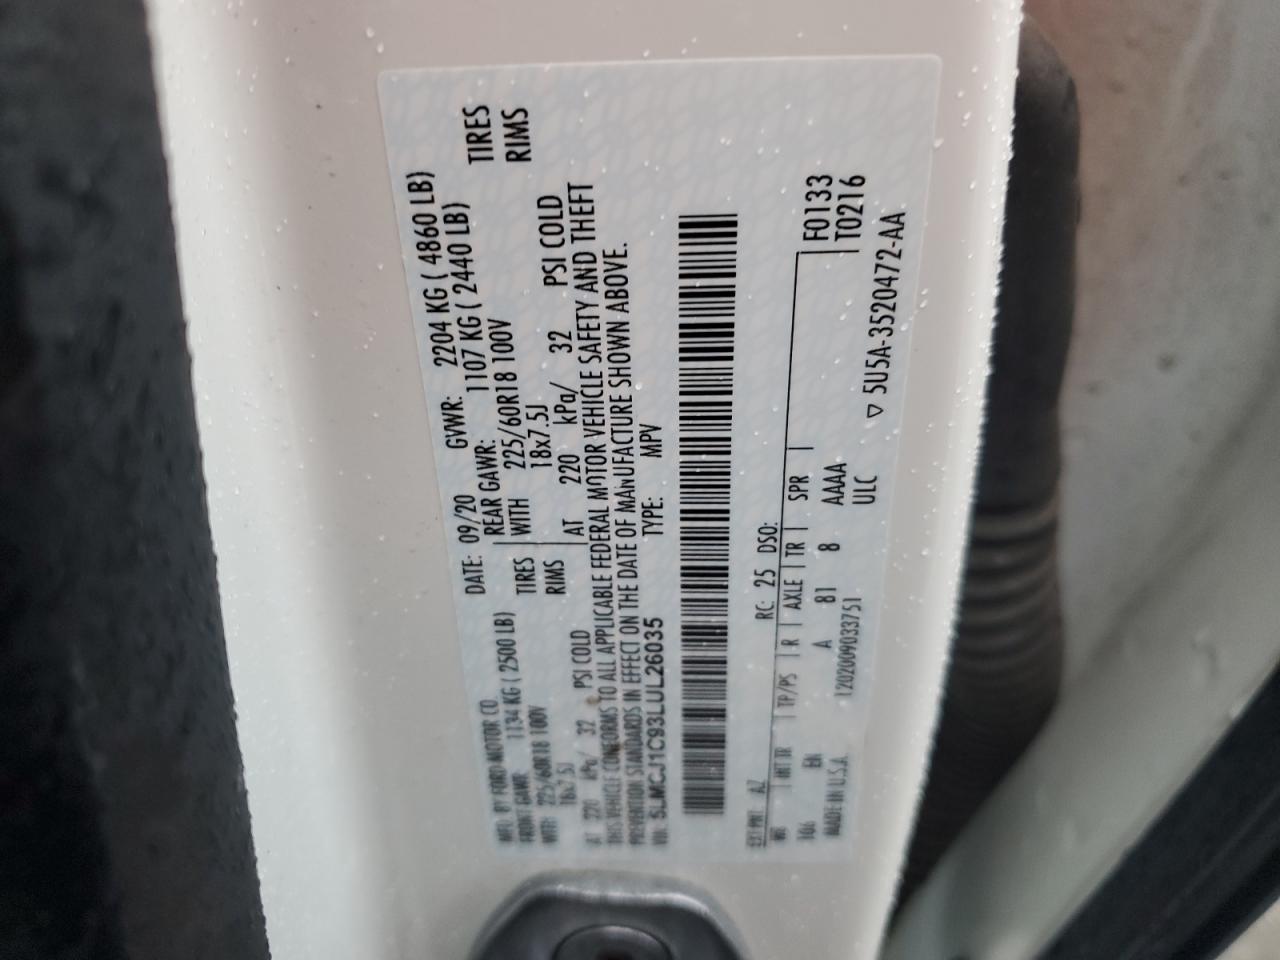 MFD. BY FORD MOTOR CO. DATE: 09/20 GVWR: 2204 KG ( 4860 LB)
FRONT GAWR: 1134 KG ( 2500 LB) REAR GAWR: 1107 KG ( 2440 LB)
WITH 225/60R18 100V TIRES WITH 225/60R18 100V TIRES
18x7.5J RIMS 18x7.5J RIMS
AT 220 kPa/ 32 PSI COLD AT 220 kPa/ 32 PSI COLD
THIS VEHICLE CONFORMS TO ALL APPLICABLE FEDERAL MOTOR VEHICLE SAFETY AND THEFT
PREVENTION STANDARDS IN EFFECT ON THE DATE OF MANUFACTURE SHOWN ABOVE.
VIN: 5LMCJ1C93LUL26035 TYPE: MPV
EXT PNT: AZ RC: 25 DSO:
WB INT TR TP/PS R AXLE TR SPR F0133
106 EH A 81 8 AAAA T0216
MADE IN U.S.A. 1202009033751 ULC
▽ 5U5A-3520472-AA